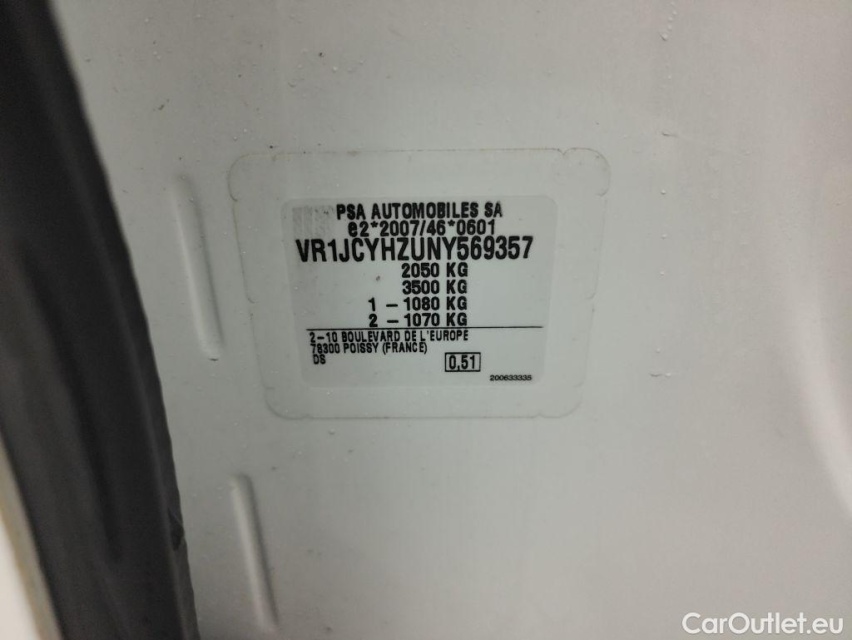 PSA AUTOMOBILES SA
e2*2007/46*0601
VR1JCYHZUNY569357
2050 KG
3500 KG
1 - 1080 KG
2 - 1070 KG
2-10 BOULEVARD DE L'EUROPE
78300 POISSY (FRANCE)
DS
0,51
200633335
CarOutlet.eu